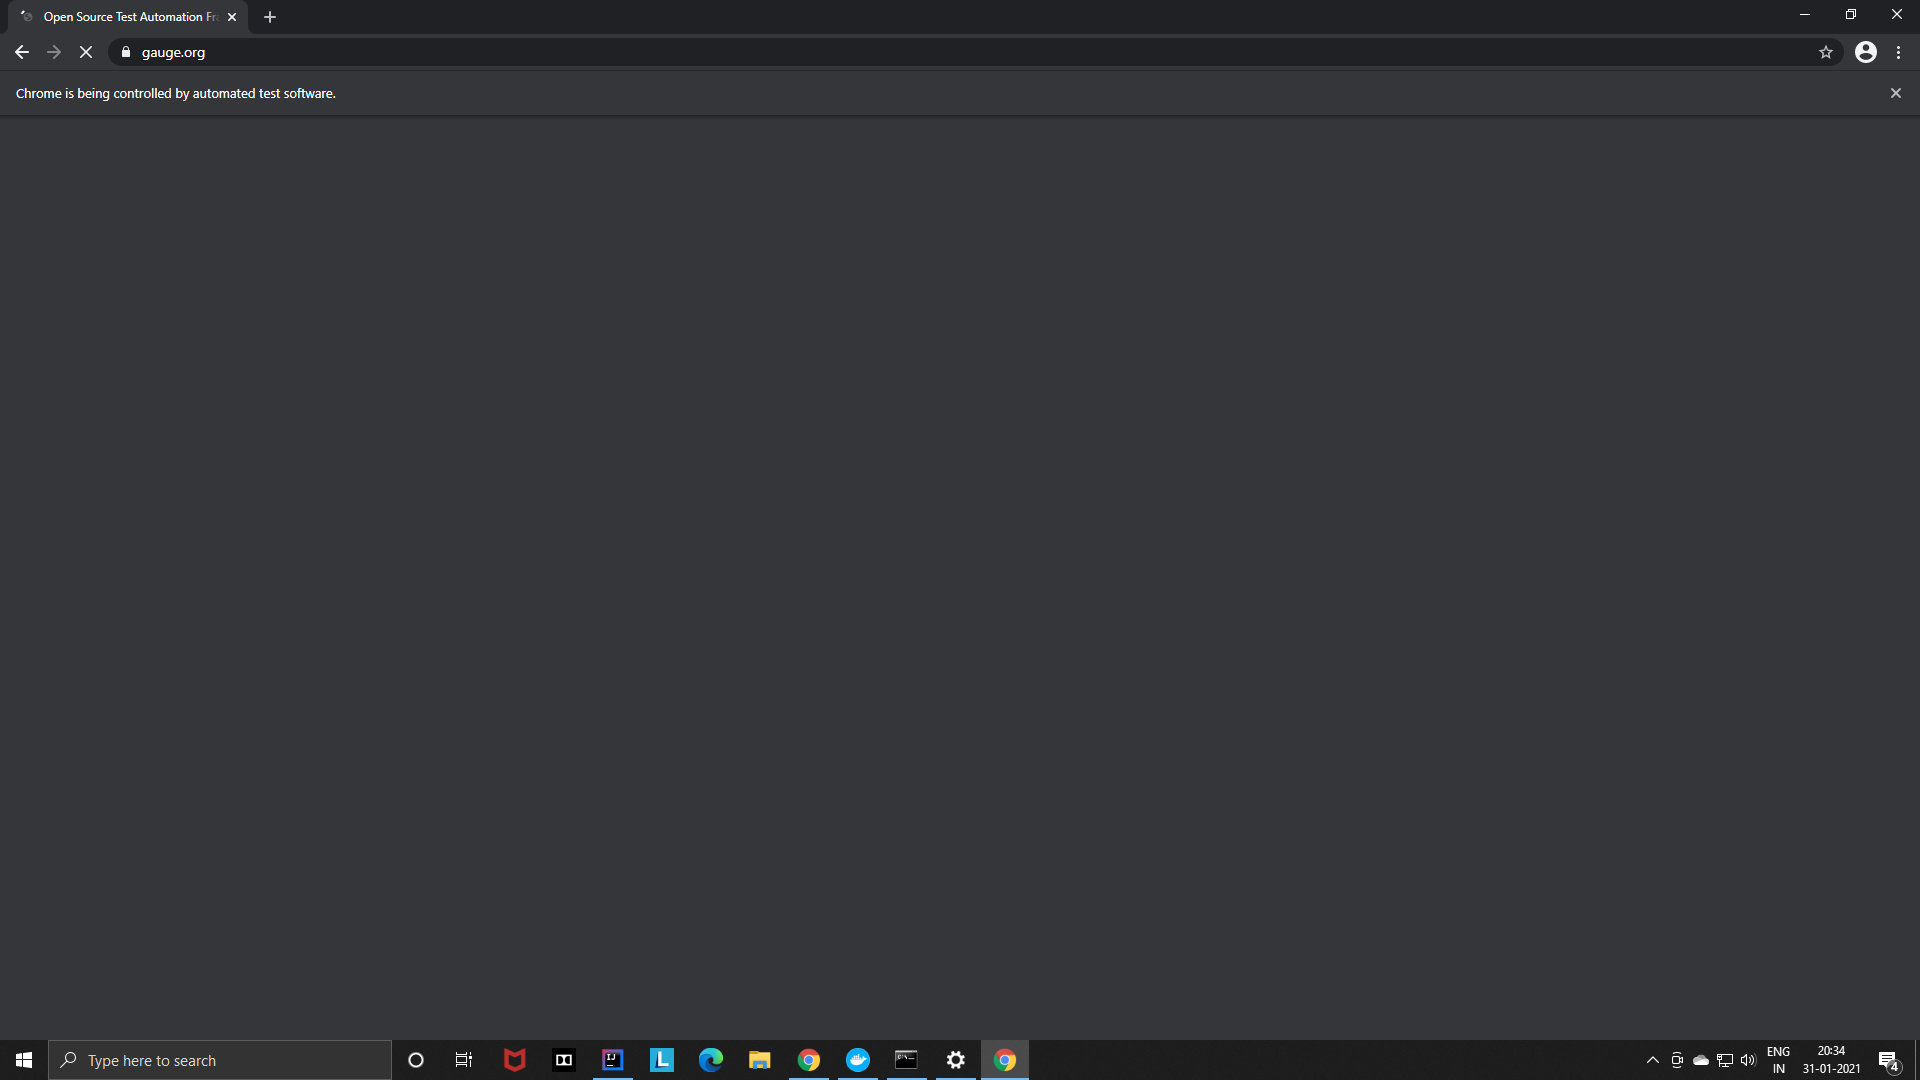 Open Source Test Automation Fr
gauge.org
Chrome is being controlled by automated test software.
Type here to search
IJ
L
C:\_
ENG
IN
20:34
31-01-2021
4